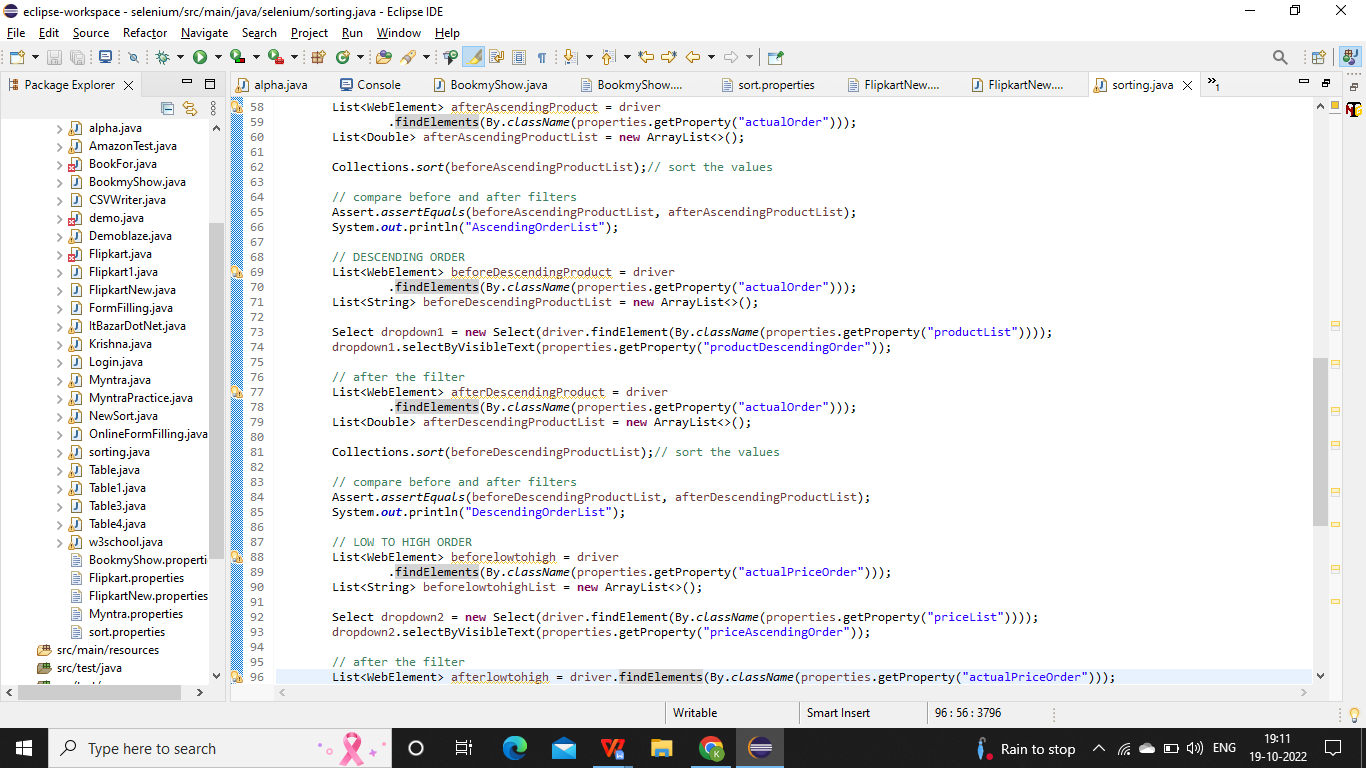 eclipse-workspace - selenium/src/main/java/selenium/sorting.java - Eclipse IDE
File Edit Source Refactor Navigate Search Project Run Window Help
Package Explorer
alpha.java Console BookmyShow.java BookmyShow.... sort.properties FlipkartNew.... FlipkartNew.... sorting.java »1
alpha.java
AmazonTest.java
BookFor.java
BookmyShow.java
CSVWriter.java
demo.java
Demoblaze.java
Flipkart.java
Flipkart1.java
FlipkartNew.java
FormFilling.java
ItBazarDotNet.java
Krishna.java
Login.java
Myntra.java
MyntraPractice.java
NewSort.java
OnlineFormFilling.java
sorting.java
Table.java
Table1.java
Table3.java
Table4.java
w3school.java
BookmyShow.properti
Flipkart.properties
FlipkartNew.properties
Myntra.properties
sort.properties
src/main/resources
src/test/java
58 List<WebElement> afterAscendingProduct = driver
59 .findElements(By.className(properties.getProperty("actualOrder")));
60 List<Double> afterAscendingProductList = new ArrayList<>();
61
62 Collections.sort(beforeAscendingProductList);// sort the values
63
64 // compare before and after filters
65 Assert.assertEquals(beforeAscendingProductList, afterAscendingProductList);
66 System.out.println("AscendingOrderList");
67
68 // DESCENDING ORDER
69 List<WebElement> beforeDescendingProduct = driver
70 .findElements(By.className(properties.getProperty("actualOrder")));
71 List<String> beforeDescendingProductList = new ArrayList<>();
72
73 Select dropdown1 = new Select(driver.findElement(By.className(properties.getProperty("productList"))));
74 dropdown1.selectByVisibleText(properties.getProperty("productDescendingOrder"));
75
76 // after the filter
77 List<WebElement> afterDescendingProduct = driver
78 .findElements(By.className(properties.getProperty("actualOrder")));
79 List<Double> afterDescendingProductList = new ArrayList<>();
80
81 Collections.sort(beforeDescendingProductList);// sort the values
82
83 // compare before and after filters
84 Assert.assertEquals(beforeDescendingProductList, afterDescendingProductList);
85 System.out.println("DescendingOrderList");
86
87 // LOW TO HIGH ORDER
88 List<WebElement> beforelowtohigh = driver
89 .findElements(By.className(properties.getProperty("actualPriceOrder")));
90 List<String> beforelowtohighList = new ArrayList<>();
91
92 Select dropdown2 = new Select(driver.findElement(By.className(properties.getProperty("priceList"))));
93 dropdown2.selectByVisibleText(properties.getProperty("priceAscendingOrder"));
94
95 // after the filter
96 List<WebElement> afterlowtohigh = driver.findElements(By.className(properties.getProperty("actualPriceOrder")));
Writable Smart Insert 96 : 56 : 3796
Type here to search Rain to stop ENG 19:11
19-10-2022